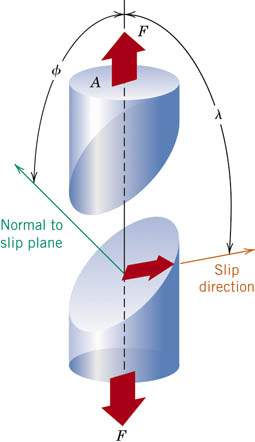 F
ϕ
A
λ
Normal to
slip plane
Slip
direction
F